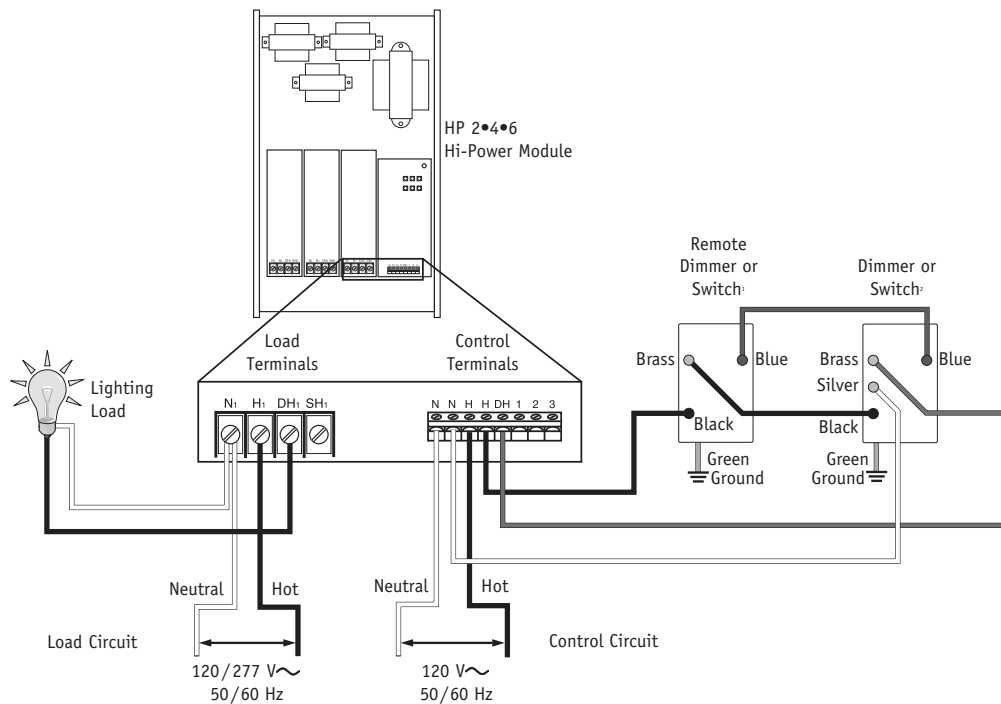 HP 2•4•6
Hi-Power Module
Remote
Dimmer or
Switch¹
Dimmer or
Switch²
Load
Terminals
Control
Terminals
Brass
Blue
Brass
Blue
Silver
Lighting
Load
N1 H1 DH1 SH1
N N H H DH 1 2 3
Black
Black
Green
Ground
Green
Ground
Neutral
Hot
Neutral
Hot
Load Circuit
Control Circuit
120/277 V~
50/60 Hz
120 V~
50/60 Hz